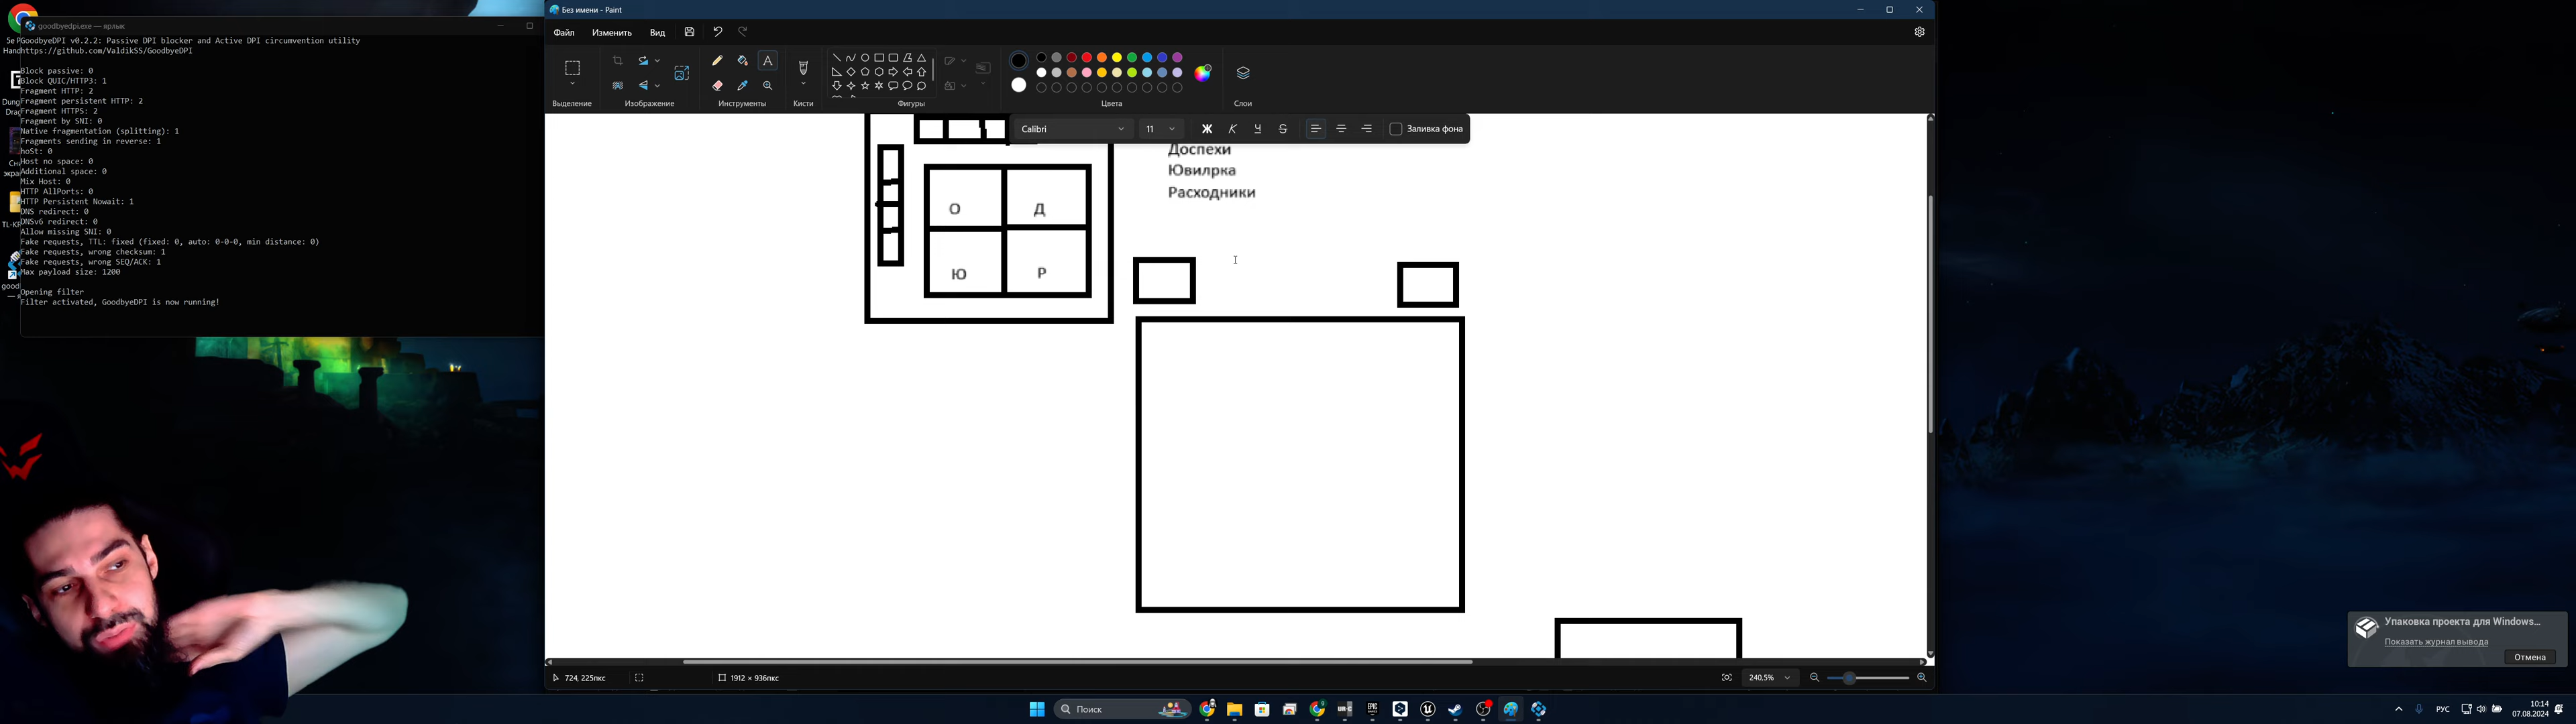 goodbyedpi.exe — ярлык
GoodbyeDPI v0.2.2: Passive DPI blocker and Active DPI circumvention utility
https://github.com/ValdikSS/GoodbyeDPI
Block passive: 0
Block QUIC/HTTP3: 1
Fragment HTTP: 2
Fragment persistent HTTP: 2
Fragment HTTPS: 2
Fragment by SNI: 0
Native fragmentation (splitting): 1
Fragments sending in reverse: 1
hoSt: 0
Host no space: 0
Additional space: 0
Mix Host: 0
HTTP AllPorts: 0
HTTP Persistent Nowait: 1
DNS redirect: 0
DNSv6 redirect: 0
Allow missing SNI: 0
Fake requests, TTL: fixed (fixed: 0, auto: 0-0-0, min distance: 0)
Fake requests, wrong checksum: 1
Fake requests, wrong SEQ/ACK: 1
Max payload size: 1200
Opening filter
Filter activated, GoodbyeDPI is now running!
Без имени - Paint
Файл Изменить Вид
Выделение Изображение Инструменты Кисти Фигуры Цвета Слои
Calibri 11 Ж К Ч S Заливка фона
Доспехи
Ювилрка
Расходники
О Д
Ю Р
724, 225пкс 1912 × 936пкс 240,5%
Упаковка проекта для Windows...
Показать журнал вывода
Отмена
Поиск
РУС
10:14
07.08.2024